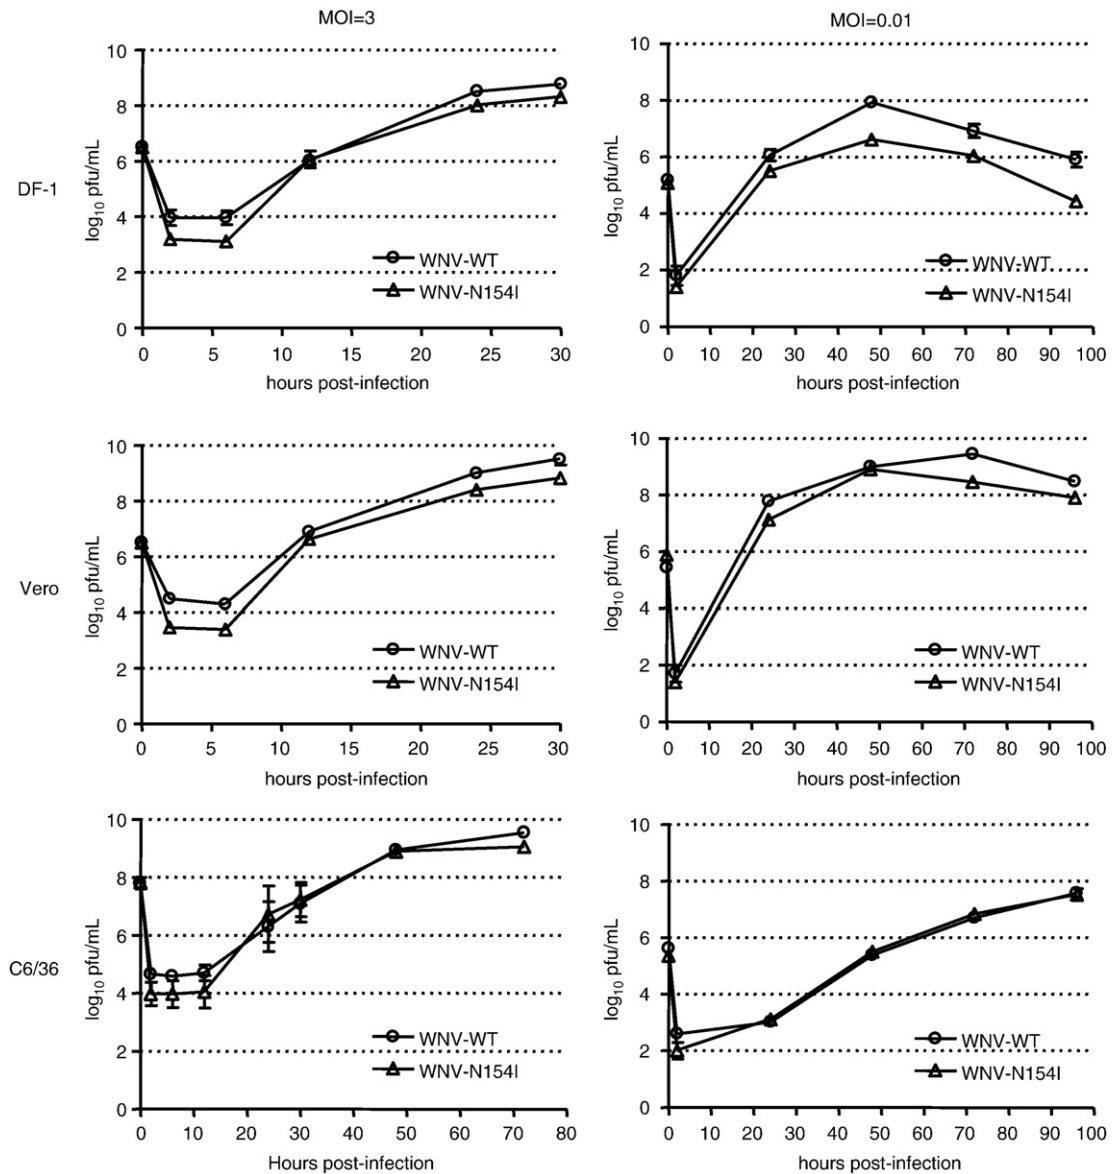 MOI=3
MOI=0.01
DF-1
log10 pfu/mL
10
8
6
4
2
0
WNV-WT
WNV-N154I
0 5 10 15 20 25 30
hours post-infection
log10 pfu/mL
10
8
6
4
2
0
WNV-WT
WNV-N154I
0 10 20 30 40 50 60 70 80 90 100
hours post-infection
Vero
log10 pfu/mL
10
8
6
4
2
0
WNV-WT
WNV-N154I
0 5 10 15 20 25 30
hours post-infection
log10 pfu/mL
10
8
6
4
2
0
WNV-WT
WNV-N154I
0 10 20 30 40 50 60 70 80 90 100
hours post-infection
C6/36
log10 pfu/mL
10
8
6
4
2
0
WNV-WT
WNV-N154I
0 10 20 30 40 50 60 70 80
Hours post-infection
log10 pfu/mL
10
8
6
4
2
0
WNV-WT
WNV-N154I
0 10 20 30 40 50 60 70 80 90 100
hours post-infection